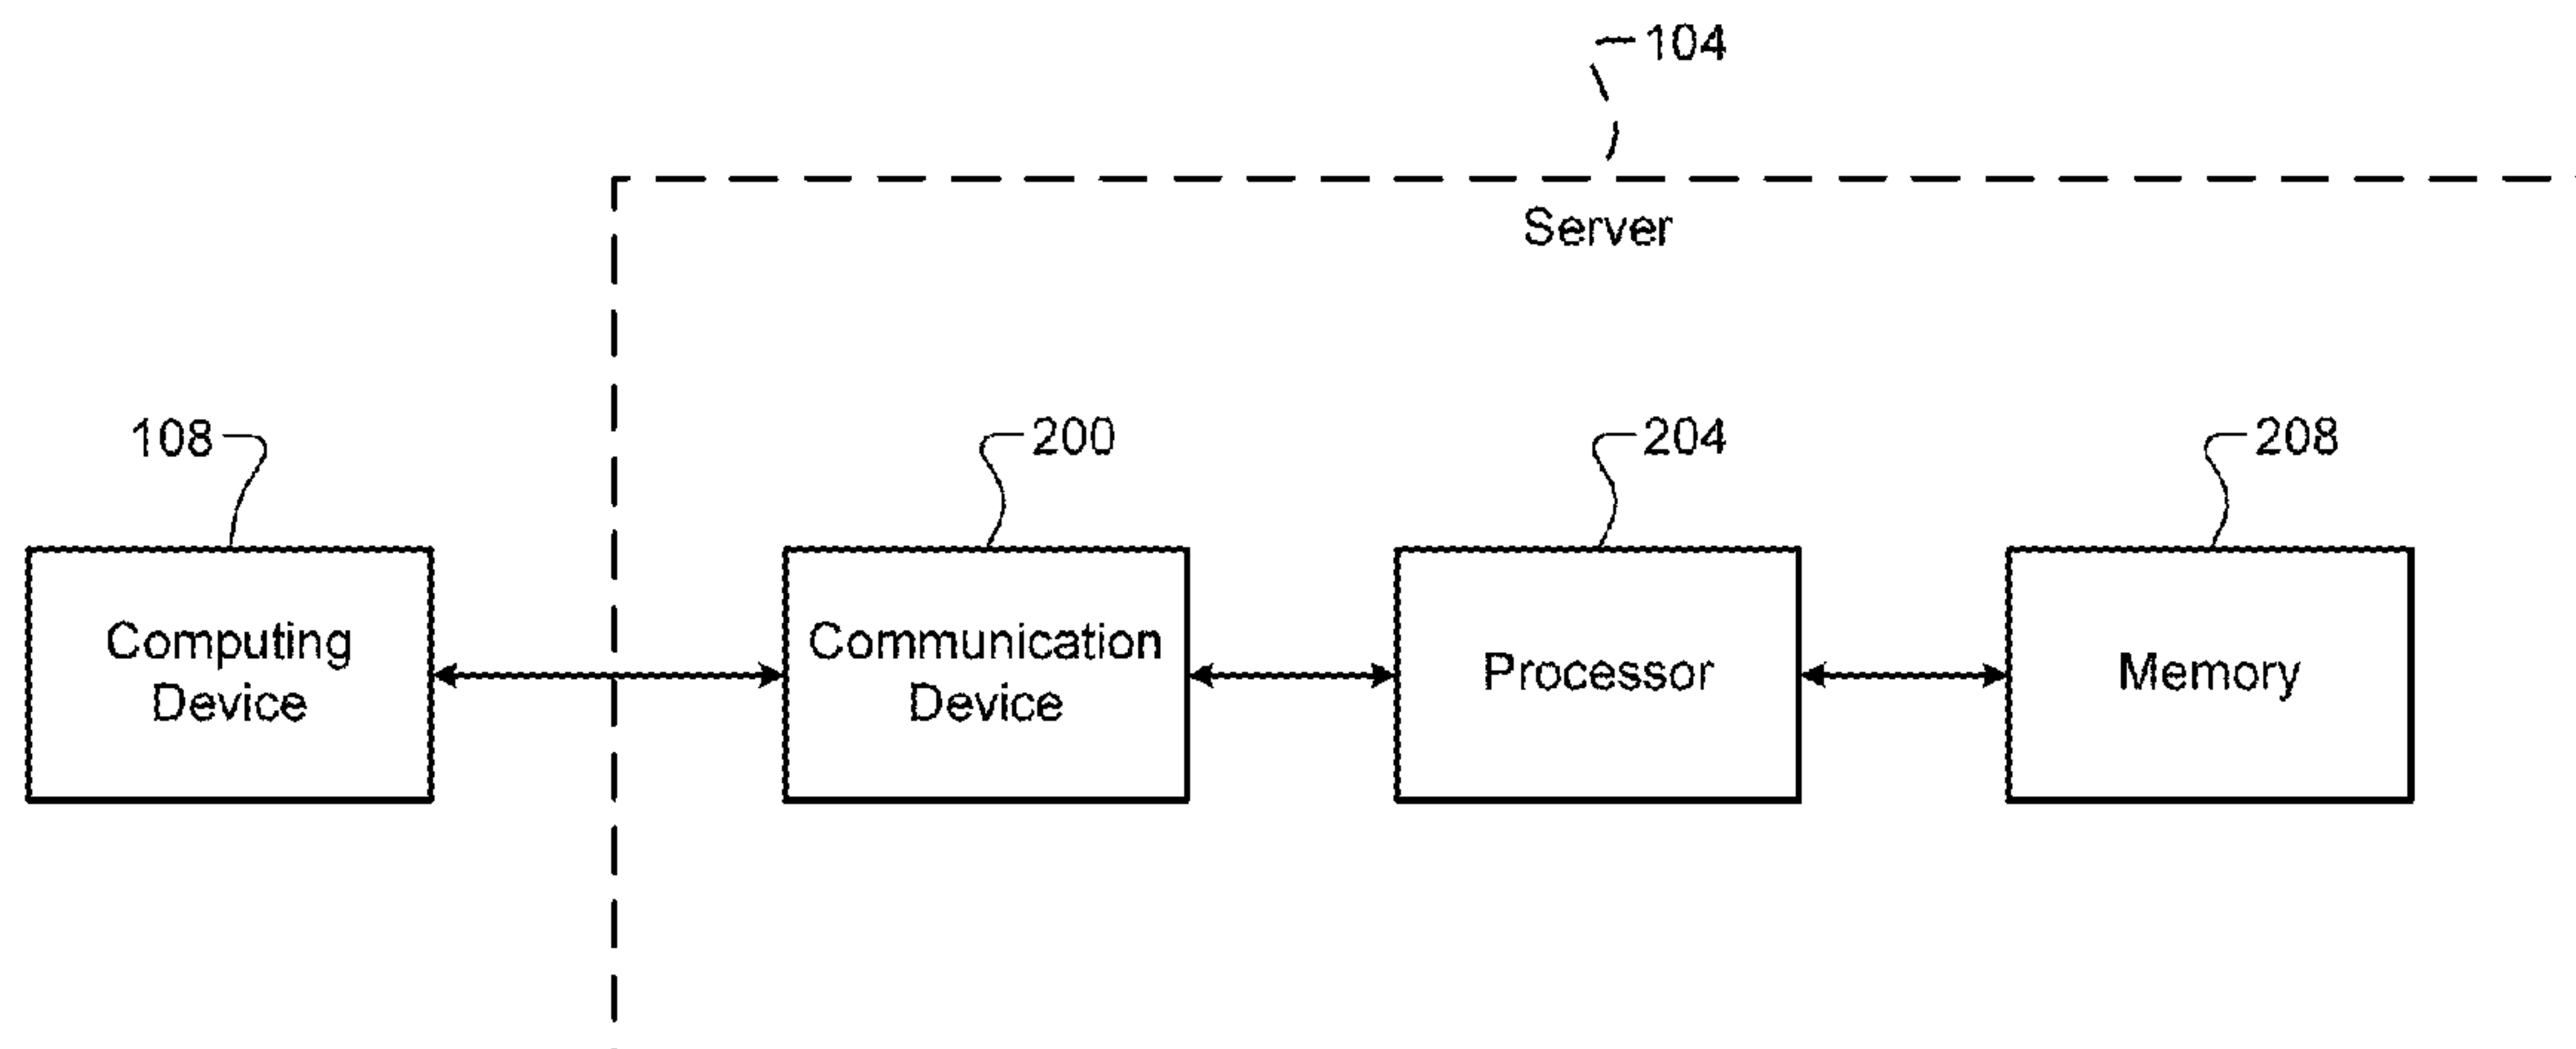 104
Server
108
200
204
208
Computing
Device
Communication
Device
Processor
Memory